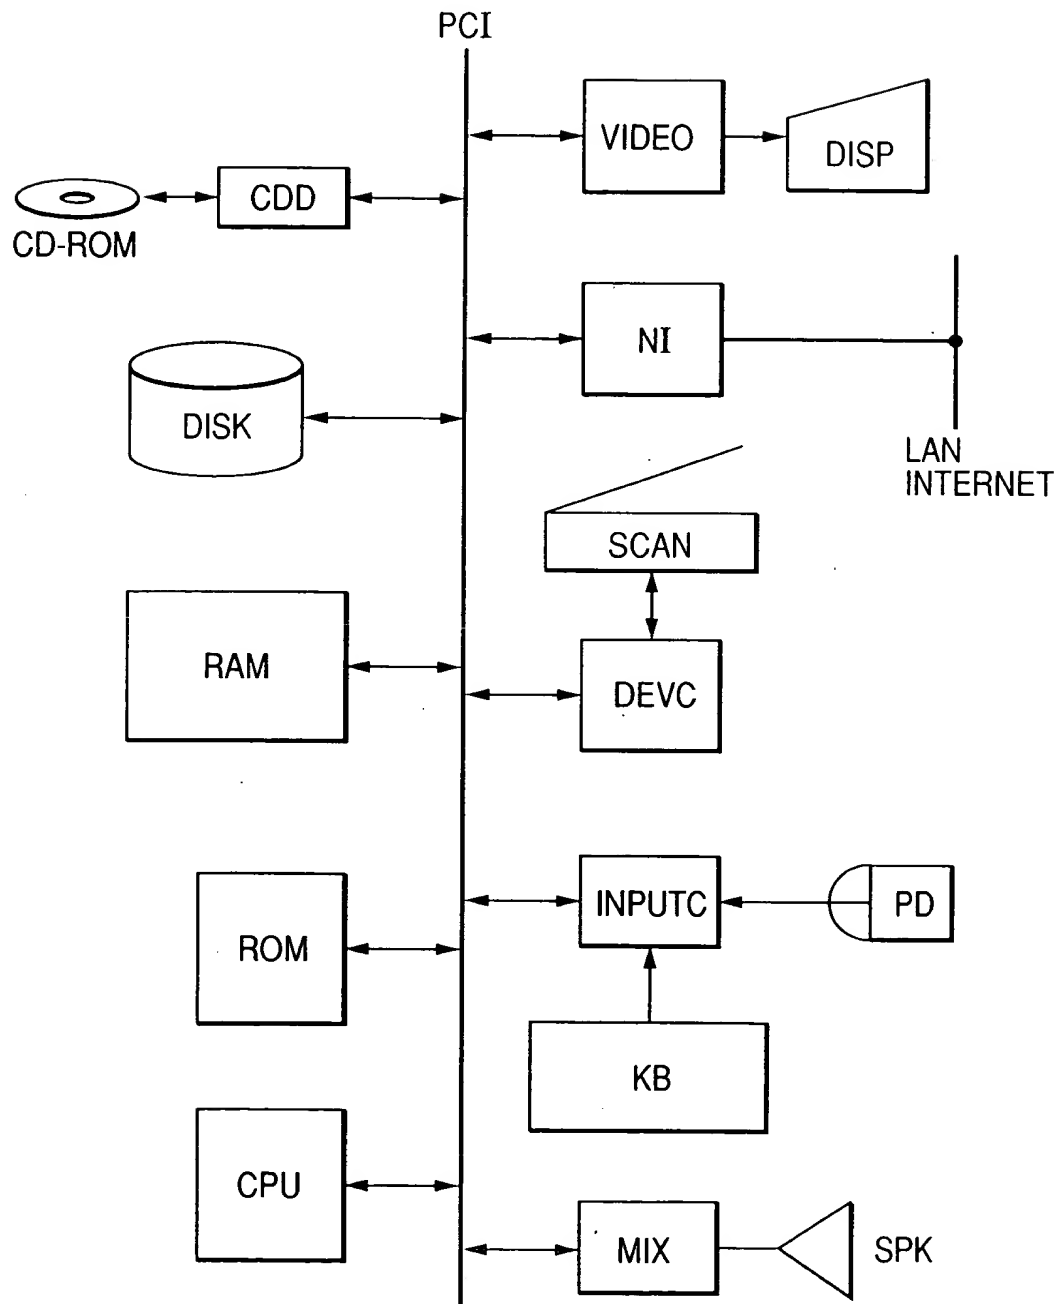 PCI
VIDEO
DISP
CDD
CD-ROM
NI
DISK
LAN
INTERNET
SCAN
RAM
DEVC
INPUTC
PD
ROM
KB
CPU
MIX
SPK